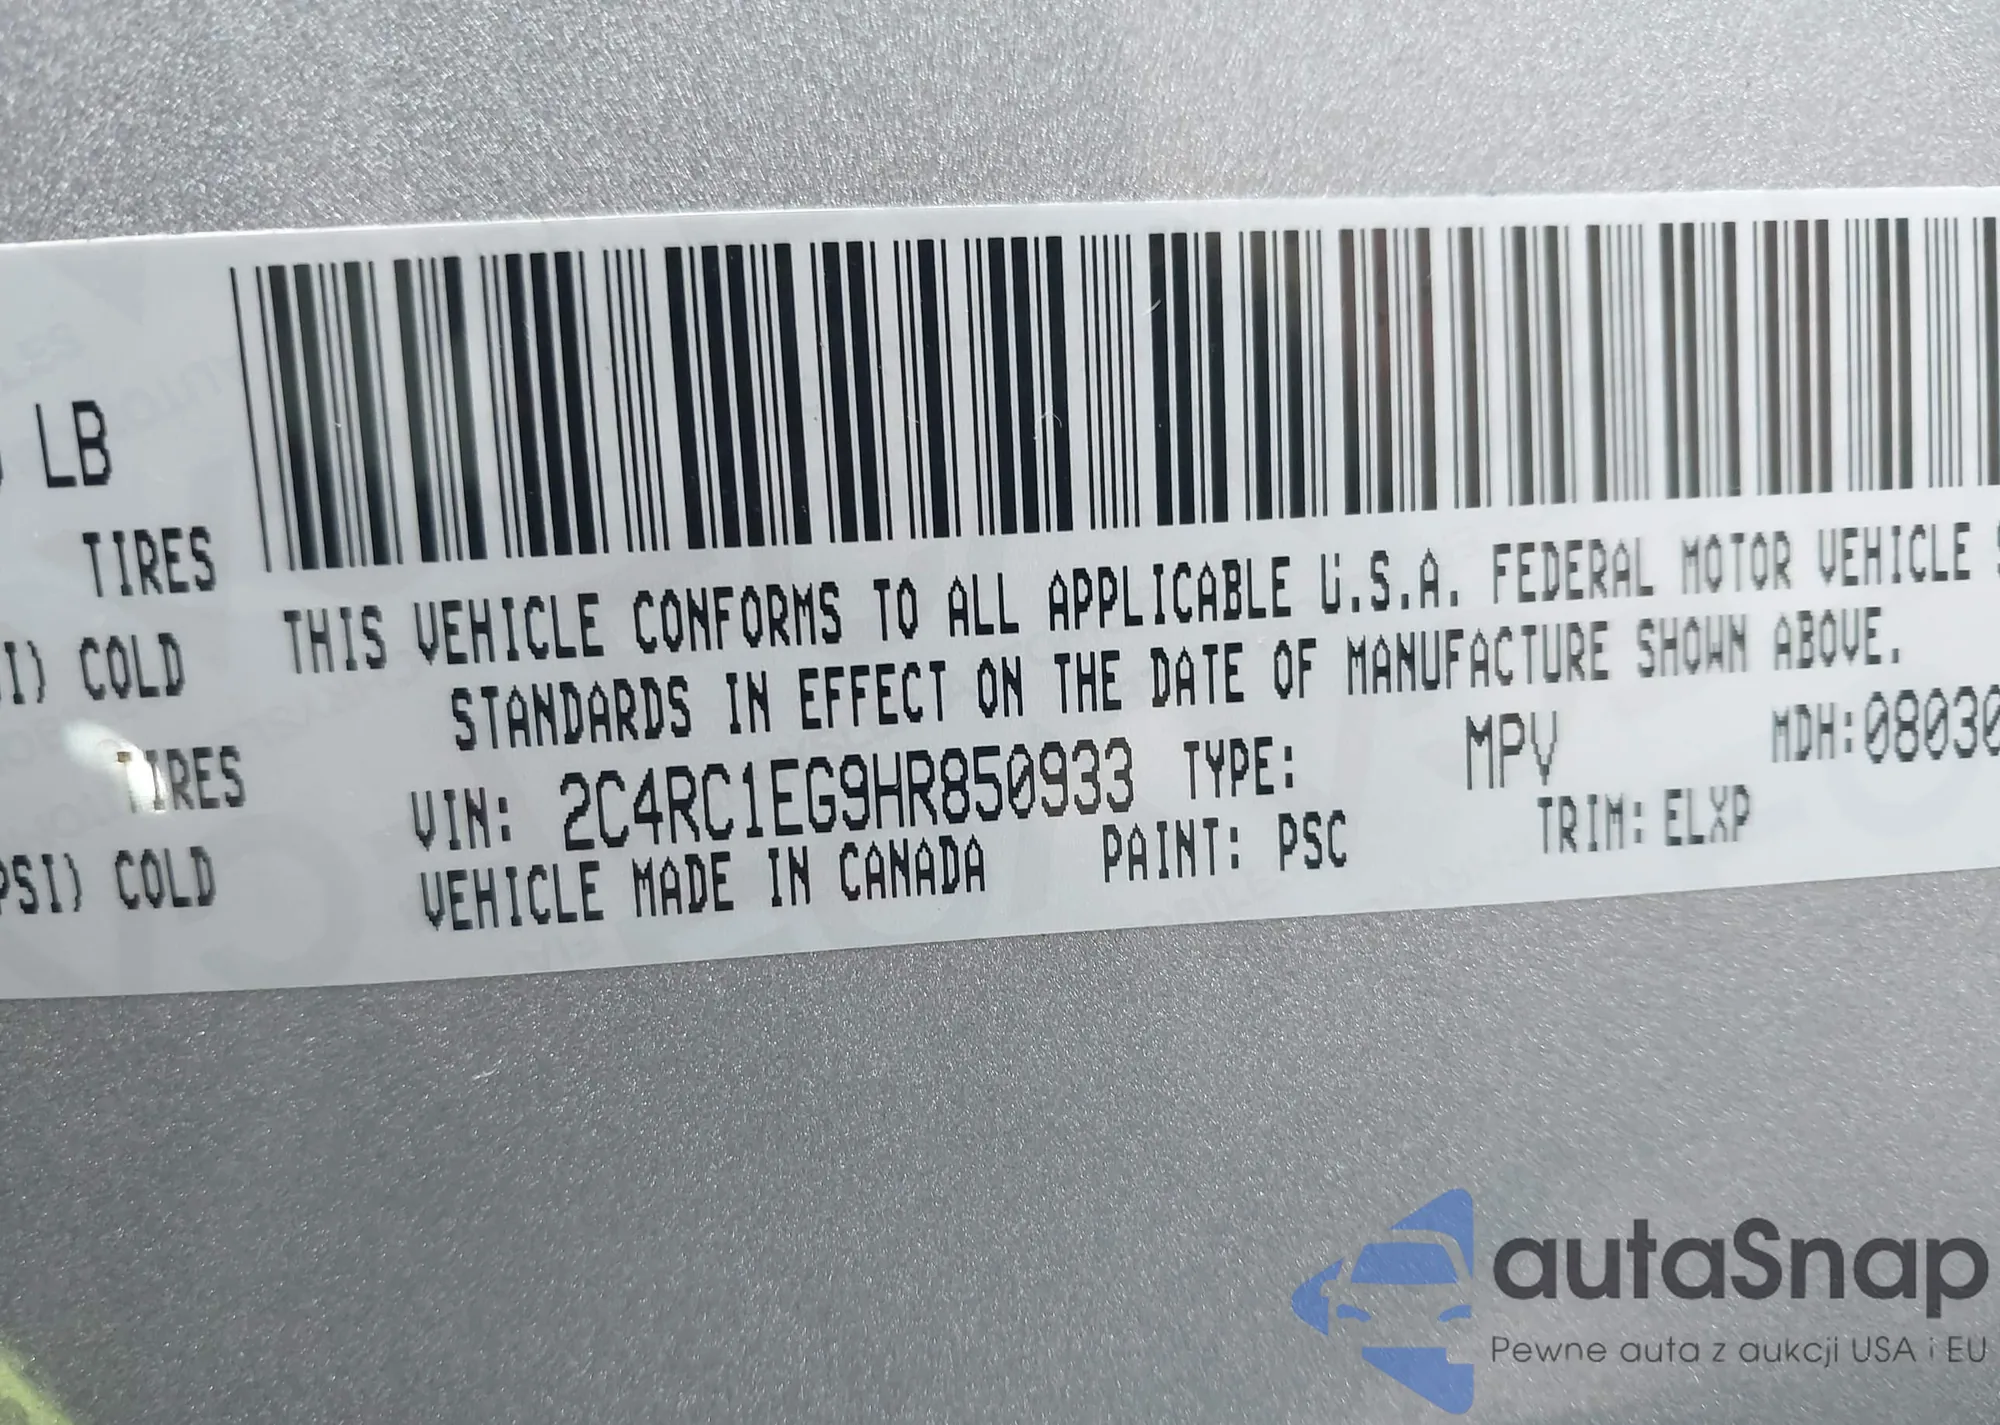 LB
TIRES
I) COLD
TIRES
PSI) COLD
THIS VEHICLE CONFORMS TO ALL APPLICABLE U.S.A. FEDERAL MOTOR VEHICLE S
STANDARDS IN EFFECT ON THE DATE OF MANUFACTURE SHOWN ABOVE.
VIN: 2C4RC1EG9HR850933 TYPE: MPV MDH:08030
VEHICLE MADE IN CANADA PAINT: PSC TRIM: ELXP
autaSnap
Pewne auta z aukcji USA i EU